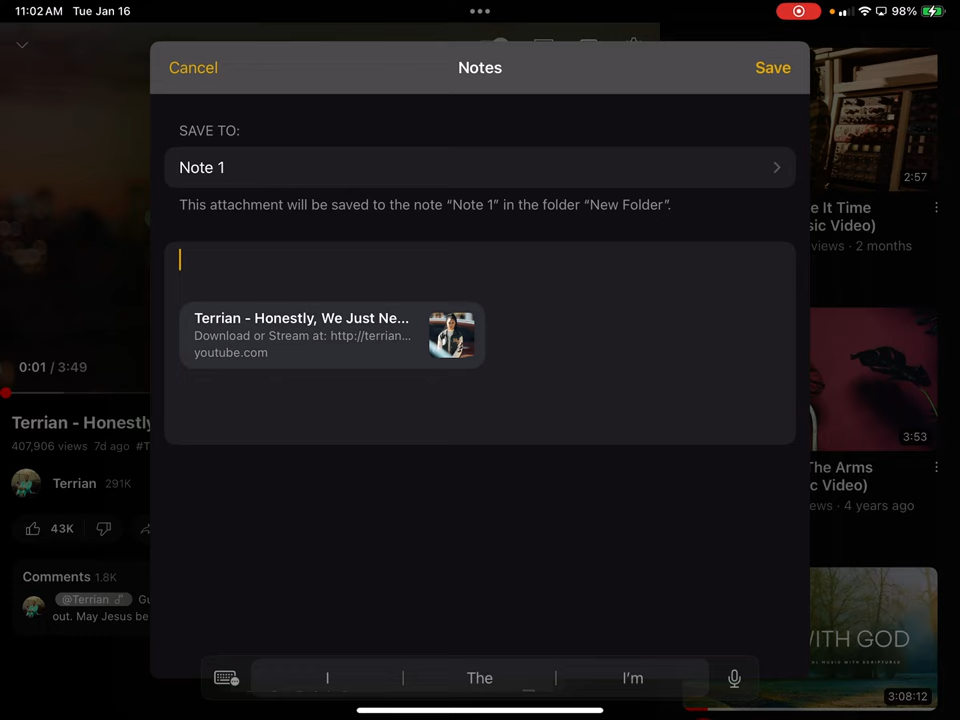 11:02 AM Tue Jan 16
98%
Cancel
Notes
Save
SAVE TO:
Note 1
This attachment will be saved to the note “Note 1” in the folder “New Folder”.
Terrian - Honestly, We Just Ne...
Download or Stream at: http://terrian...
youtube.com
0:01 / 3:49
Terrian - Honestly
407,906 views 7d ago
Terrian 291K
43K
Comments 1.8K
@Terrian
out. May Jesus be
2:57
e It Time
sic Video)
views · 2 months
3:53
The Arms
c Video)
ews · 4 years ago
WITH GOD
3:08:12
I
The
I'm